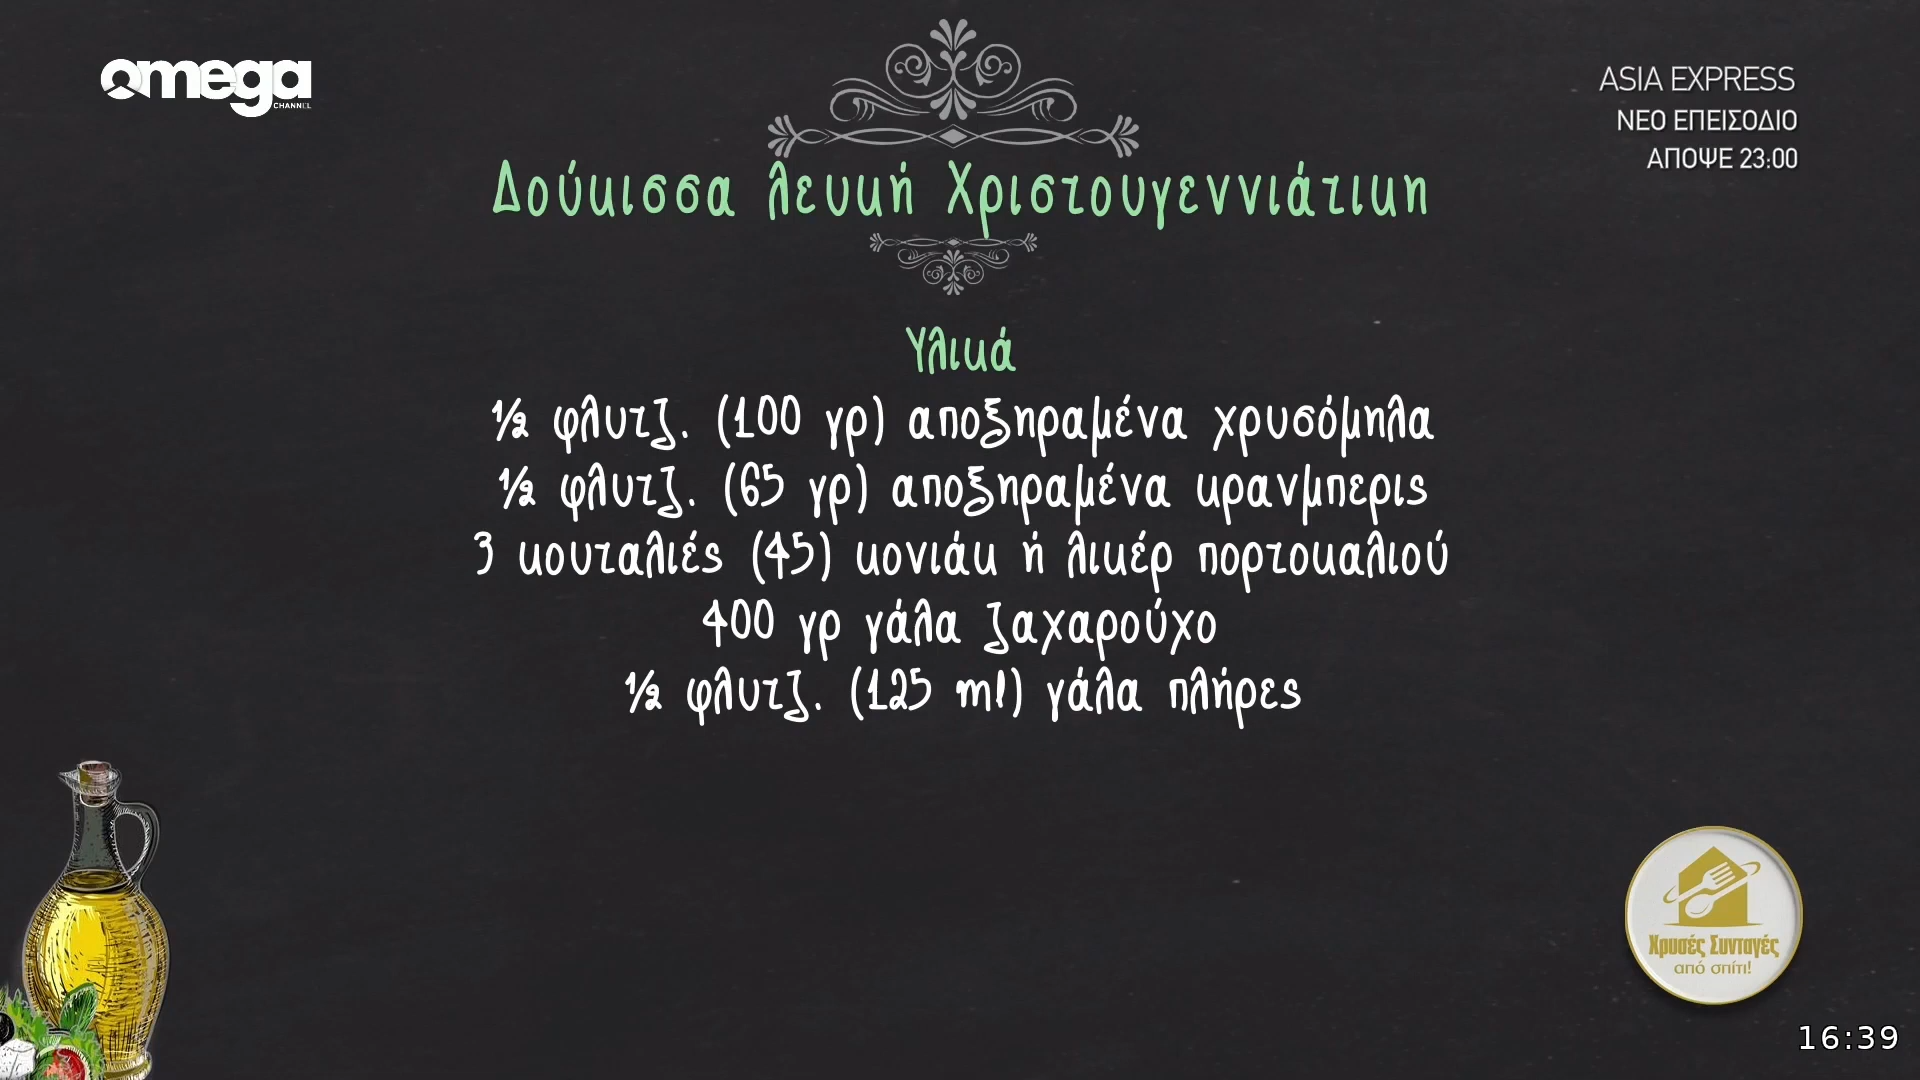 omega
CHANNEL
ASIA EXPRESS
ΝΕΟ ΕΠΕΙΣΟΔΙΟ
ΑΠΟΨΕ 23:00
Δούκισσα λευκή Χριστουγεννιάτικη
Υλικά
½ φλυτζ. (100 γρ) αποξηραμένα χρυσόμηλα
½ φλυτζ. (65 γρ) αποξηραμένα κρανμπερις
3 κουταλιές (45) κονιάκ ή λικέρ πορτοκαλιού
400 γρ γάλα ζαχαρούχο
½ φλυτζ. (125 ml) γάλα πλήρες
Χρυσές Συνταγές
από σπίτι!
16:39